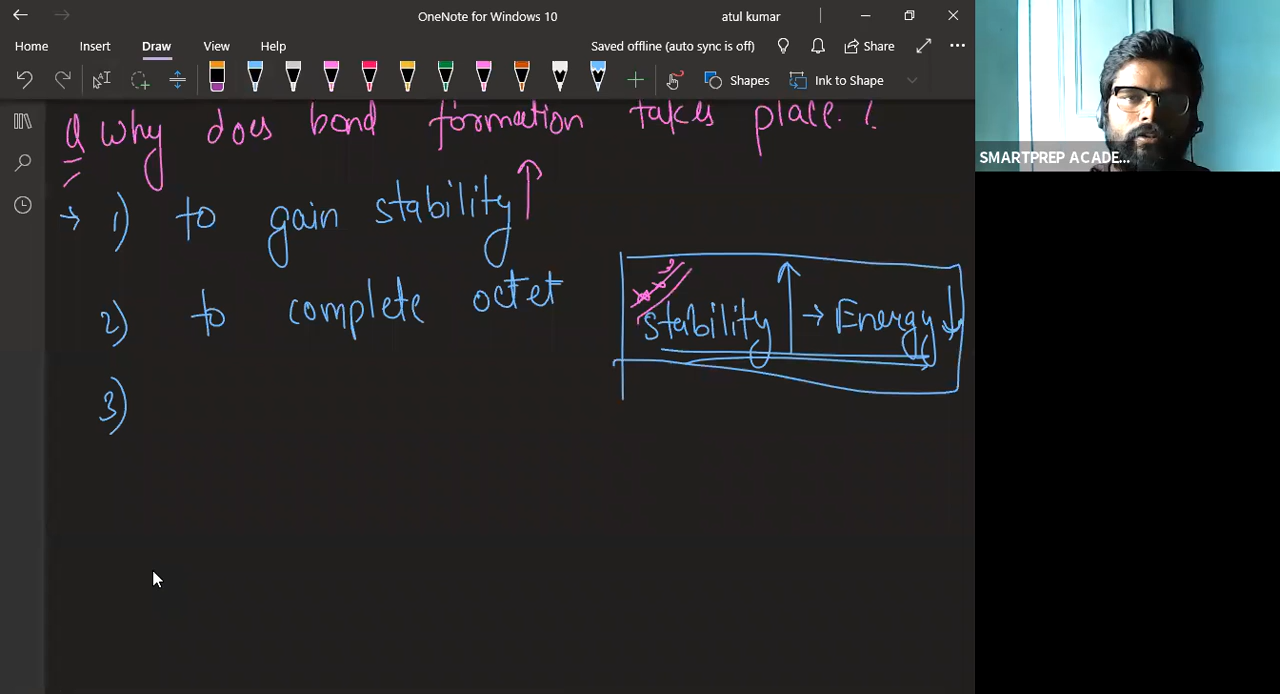 OneNote for Windows 10
atul kumar
Home Insert Draw View Help
Saved offline (auto sync is off)
Share
Shapes
Ink to Shape
SMARTPREP ACADE...
Q why does bond formation takes place. ?
→ 1) to gain stability ↑
2) to complete octet
Stability ↑ → Energy ↓
3)